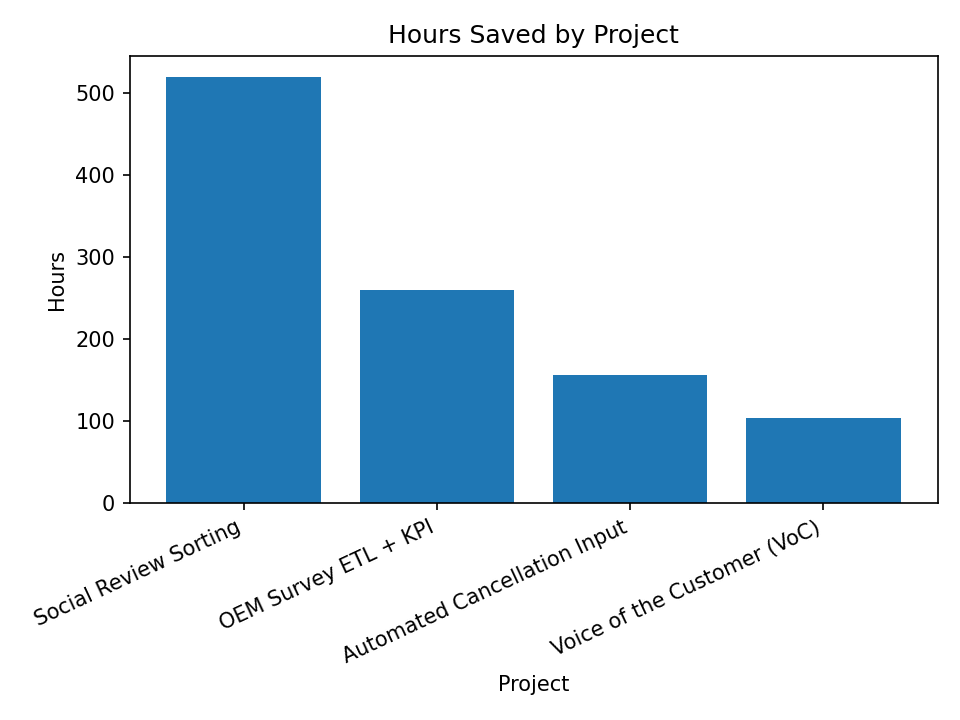 Hours Saved by Project
Hours
500
400
300
200
100
0
Social Review Sorting
OEM Survey ETL + KPI
Automated Cancellation Input
Voice of the Customer (VoC)
Project